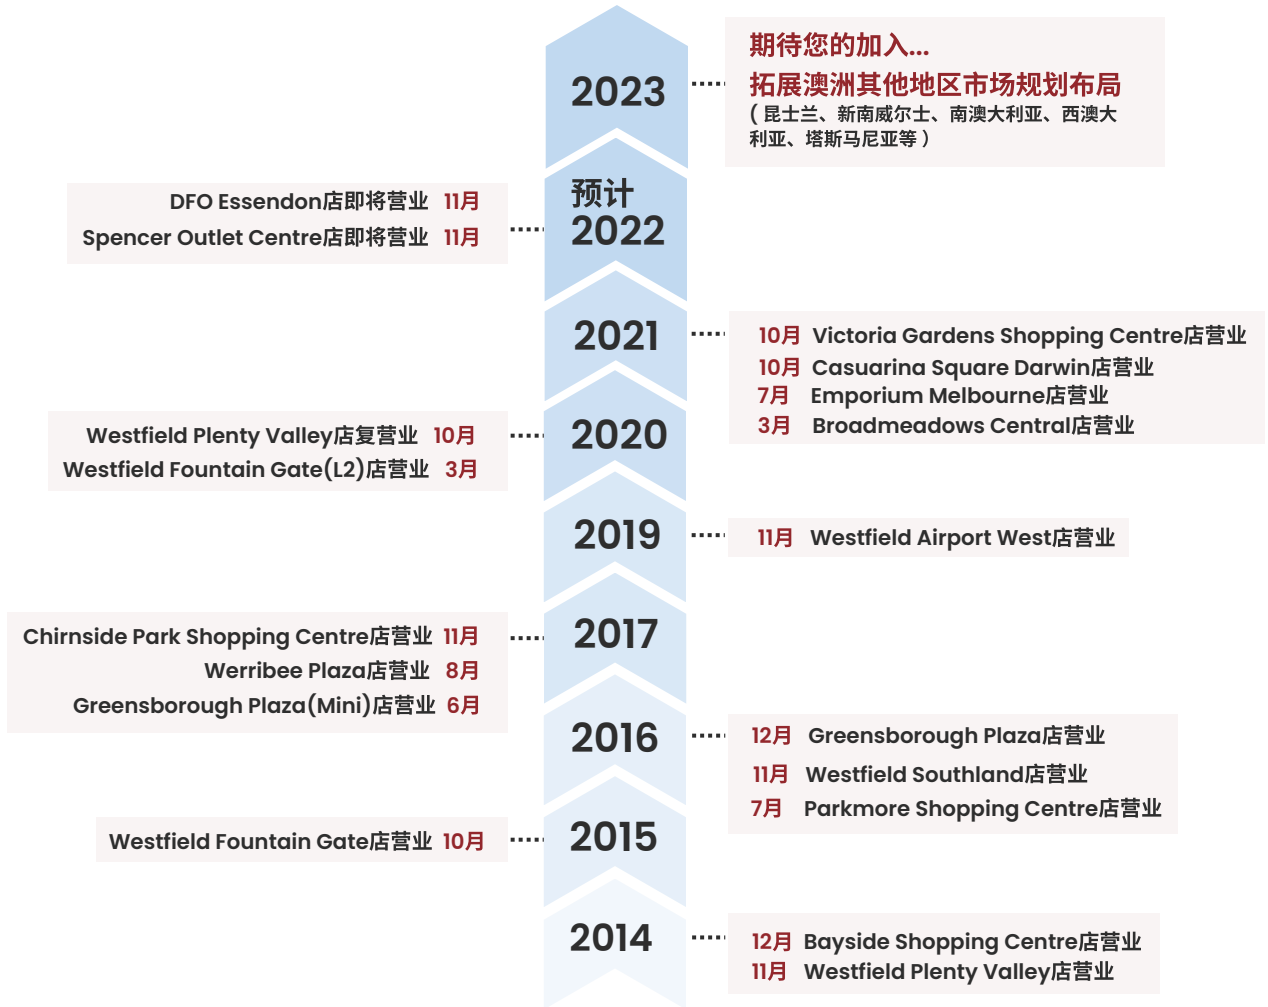 2023
期待您的加入...
拓展澳洲其他地区市场规划布局
( 昆士兰、新南威尔士、南澳大利亚、西澳大
利亚、塔斯马尼亚等 )
预计
2022
DFO Essendon店即将营业 11月
Spencer Outlet Centre店即将营业 11月
2021
10月 Victoria Gardens Shopping Centre店营业
10月 Casuarina Square Darwin店营业
7月 Emporium Melbourne店营业
3月 Broadmeadows Central店营业
2020
Westfield Plenty Valley店复营业 10月
Westfield Fountain Gate(L2)店营业 3月
2019
11月 Westfield Airport West店营业
2017
Chirnside Park Shopping Centre店营业 11月
Werribee Plaza店营业 8月
Greensborough Plaza(Mini)店营业 6月
2016
12月 Greensborough Plaza店营业
11月 Westfield Southland店营业
7月 Parkmore Shopping Centre店营业
2015
Westfield Fountain Gate店营业 10月
2014
12月 Bayside Shopping Centre店营业
11月 Westfield Plenty Valley店营业